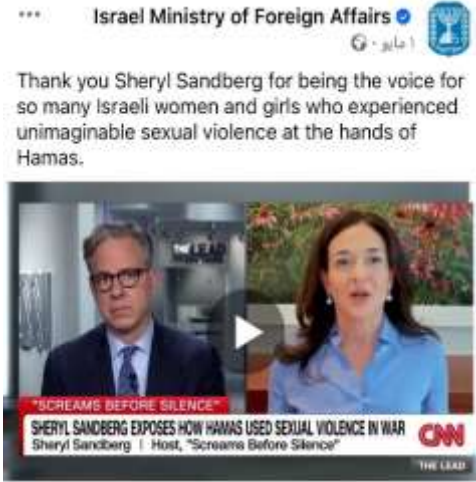 Israel Ministry of Foreign Affairs
١ مايو
Thank you Sheryl Sandberg for being the voice for
so many Israeli women and girls who experienced
unimaginable sexual violence at the hands of
Hamas.
THE LEAD
"SCREAMS BEFORE SILENCE"
SHERYL SANDBERG EXPOSES HOW HAMAS USED SEXUAL VIOLENCE IN WAR
Sheryl Sandberg | Host, "Screams Before Silence"
CNN
THE LEAD